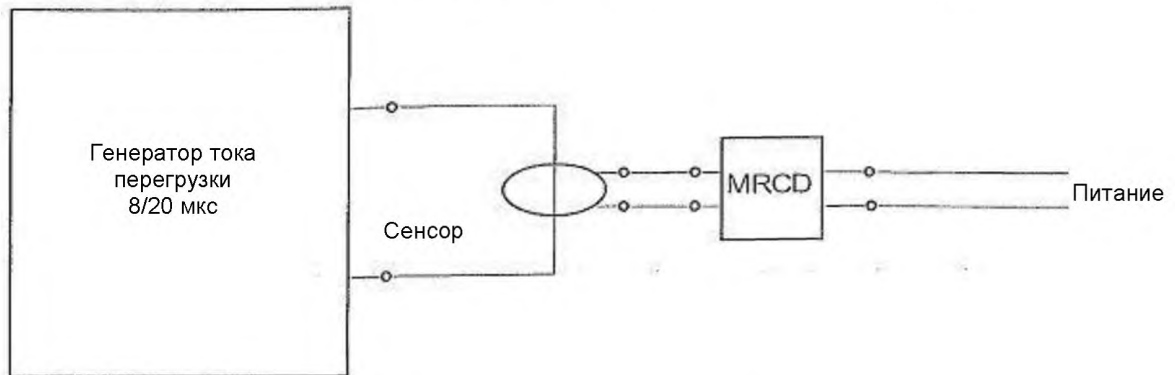 Генератор тока
перегрузки
8/20 мкс
Сенсор
MRCD
Питание